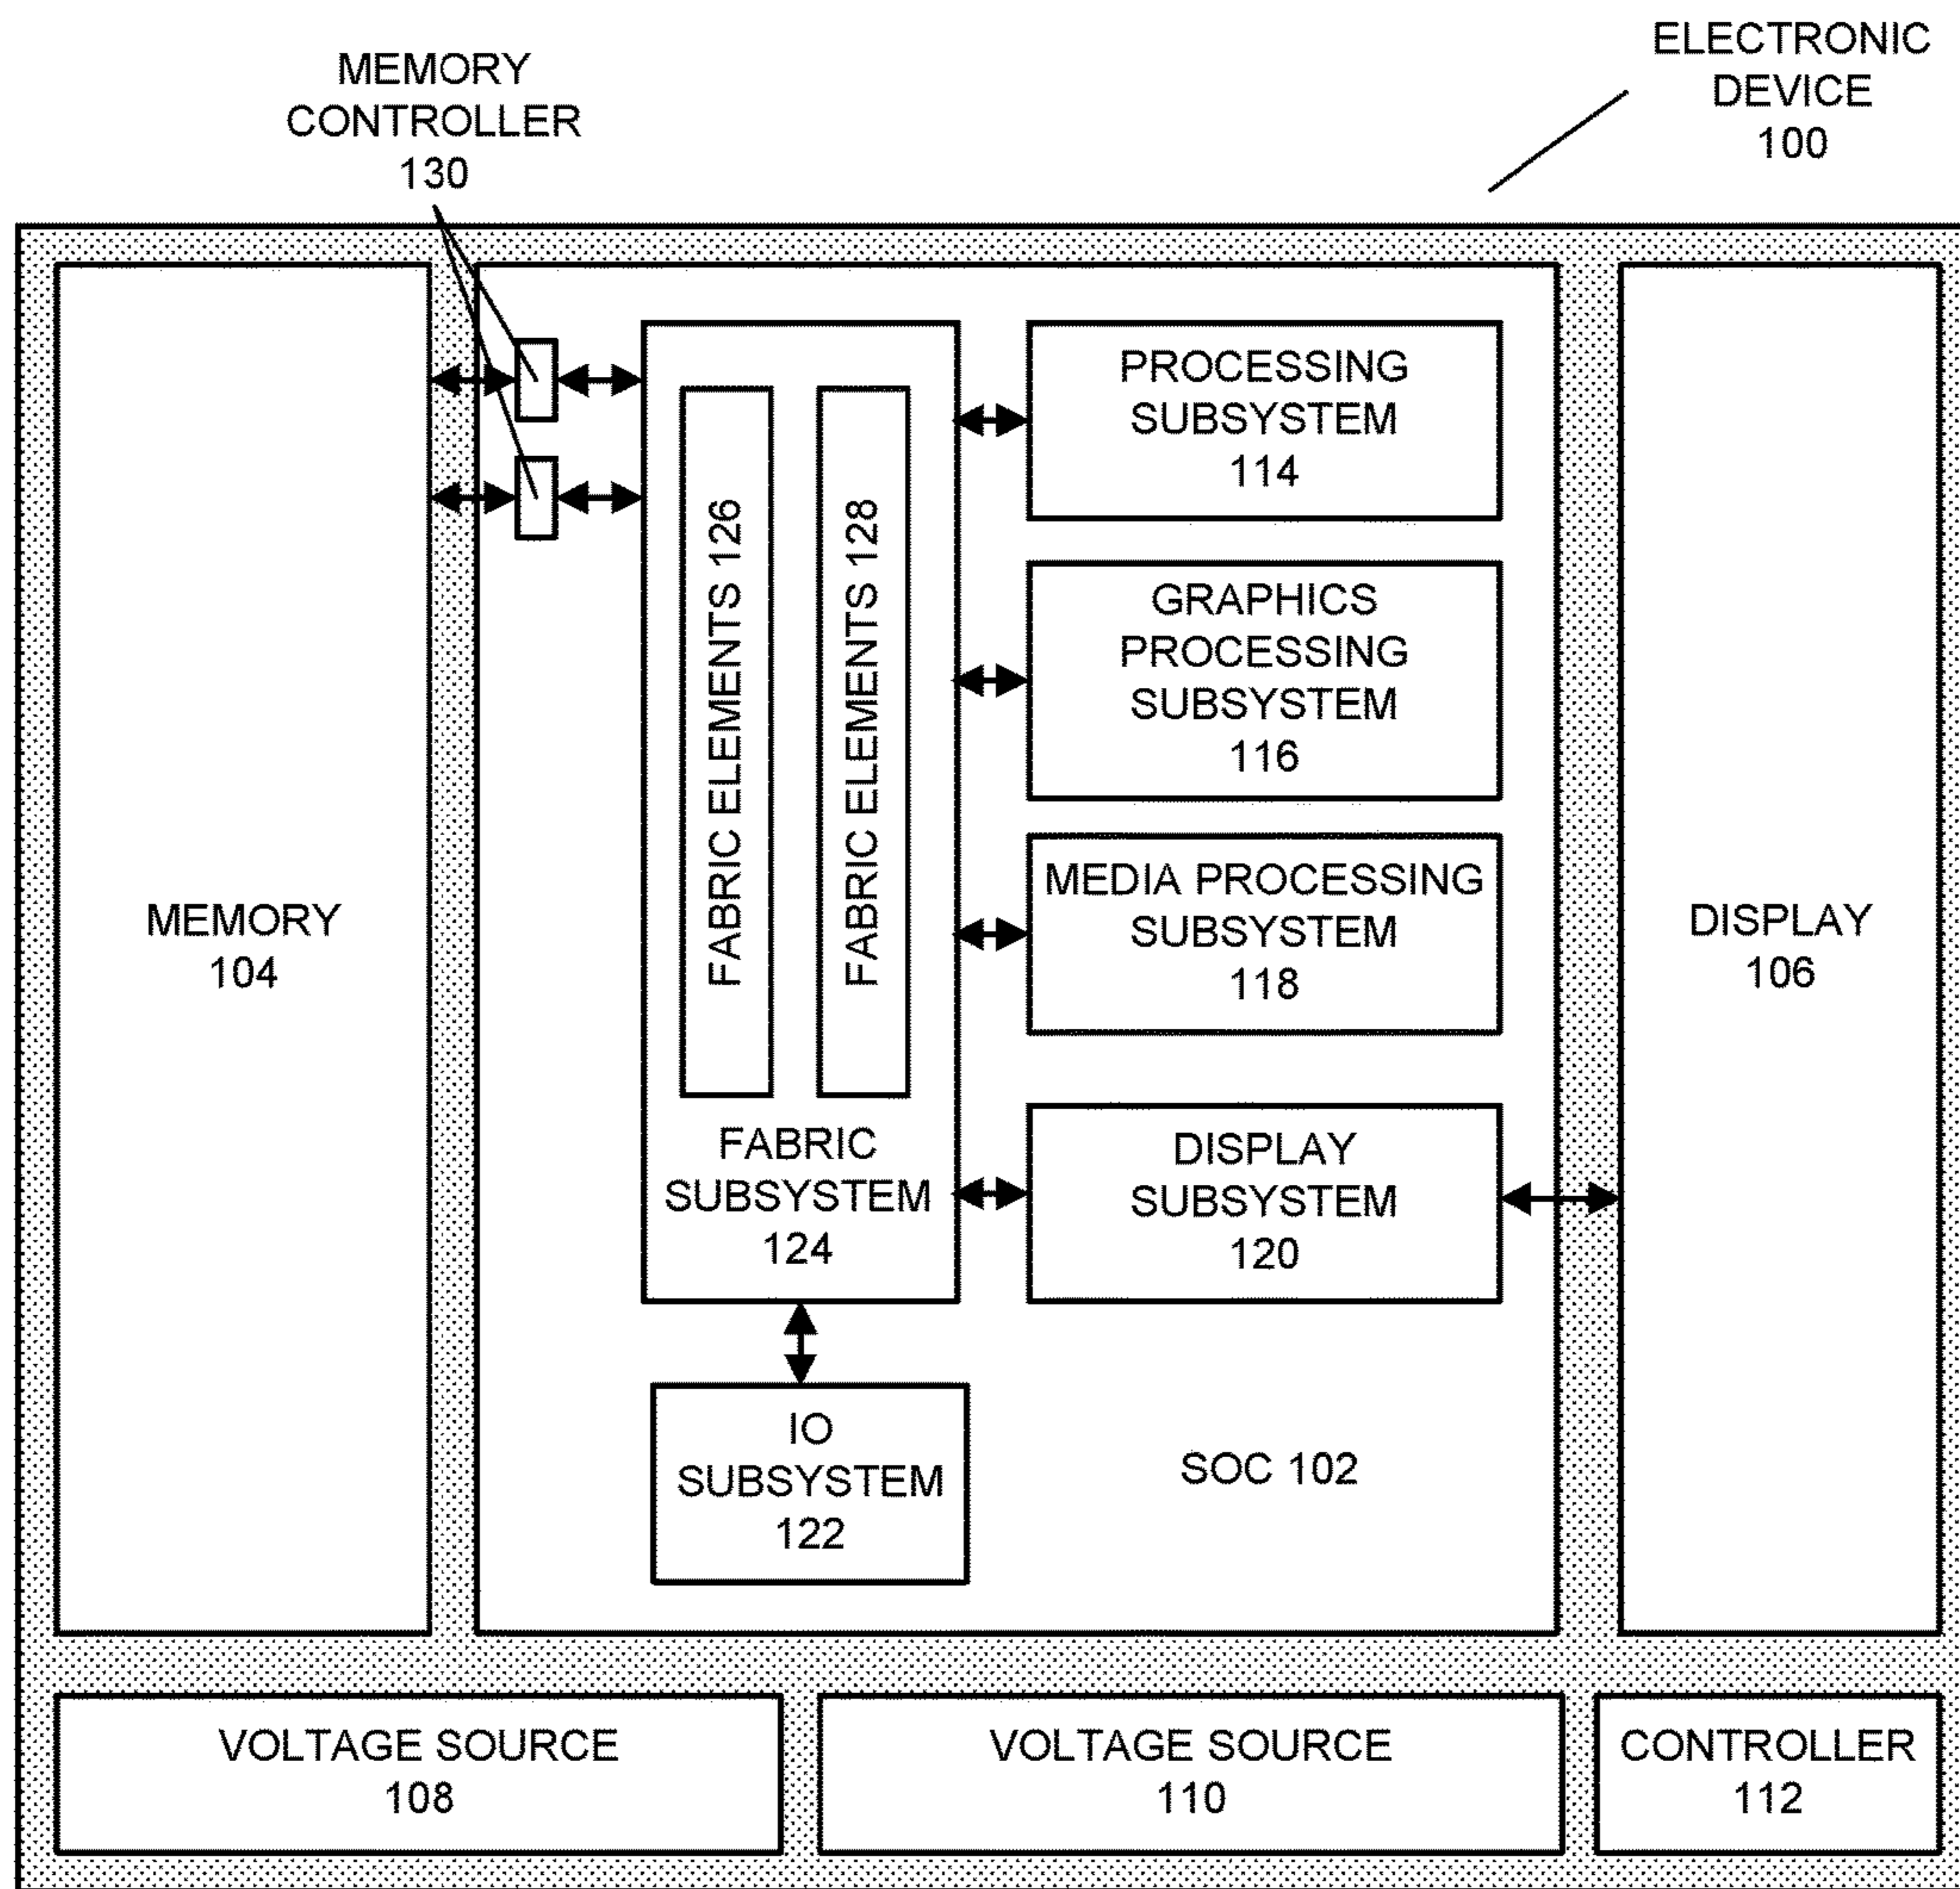 MEMORY
CONTROLLER
130
ELECTRONIC
DEVICE
100
MEMORY
104
FABRIC ELEMENTS 126
FABRIC ELEMENTS 128
FABRIC
SUBSYSTEM
124
PROCESSING
SUBSYSTEM
114
GRAPHICS
PROCESSING
SUBSYSTEM
116
MEDIA PROCESSING
SUBSYSTEM
118
DISPLAY
SUBSYSTEM
120
IO
SUBSYSTEM
122
SOC 102
DISPLAY
106
VOLTAGE SOURCE
108
VOLTAGE SOURCE
110
CONTROLLER
112